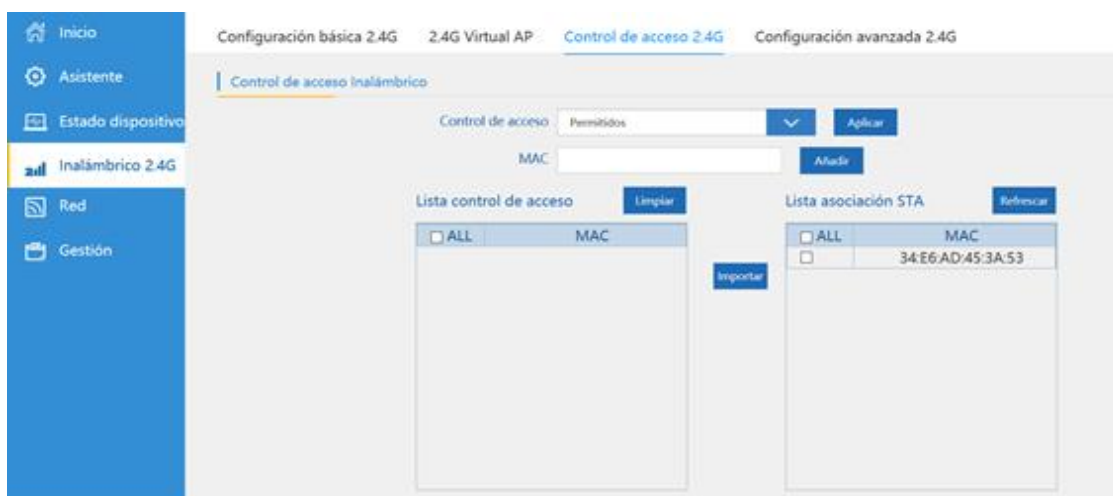 Inicio
Asistente
Estado dispositivo
Inalámbrico 2.4G
Red
Gestión
Configuración básica 2.4G 2.4G Virtual AP Control de acceso 2.4G Configuración avanzada 2.4G
Control de acceso Inalámbrico
Control de acceso Permitidos Aplicar
MAC Añadir
Lista control de acceso Limpiar Lista asociación STA Refrescar
ALL MAC ALL MAC
34:E6:AD:45:3A:53
Importar